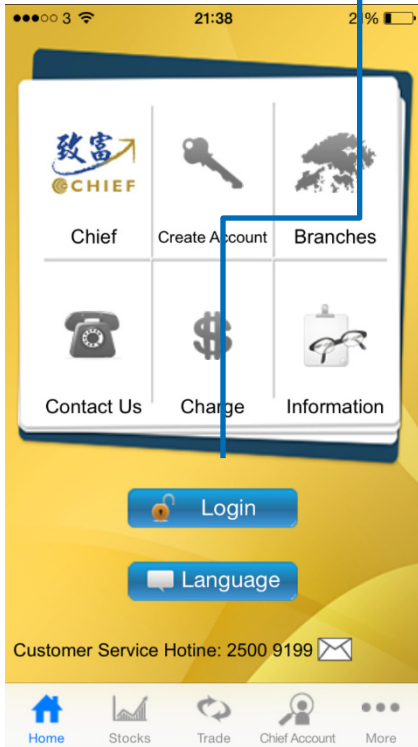 3 21:38 2 %
致富
CHIEF
Chief Create Account Branches
Contact Us Charge Information
Login
Language
Customer Service Hotine: 2500 9199
Home Stocks Trade Chief Account More